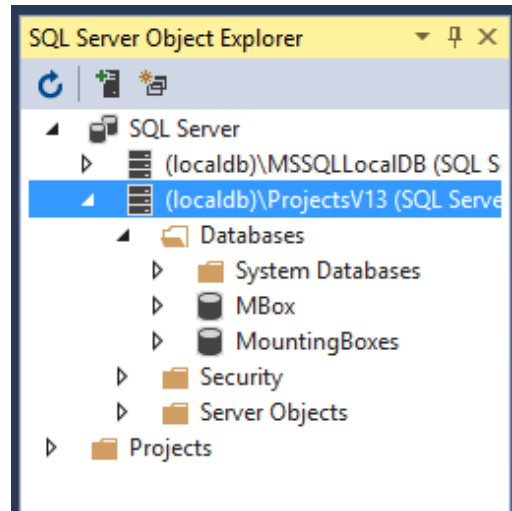 SQL Server Object Explorer
SQL Server
(localdb)\MSSQLLocalDB (SQL S
(localdb)\ProjectsV13 (SQL Serve
Databases
System Databases
MBox
MountingBoxes
Security
Server Objects
Projects